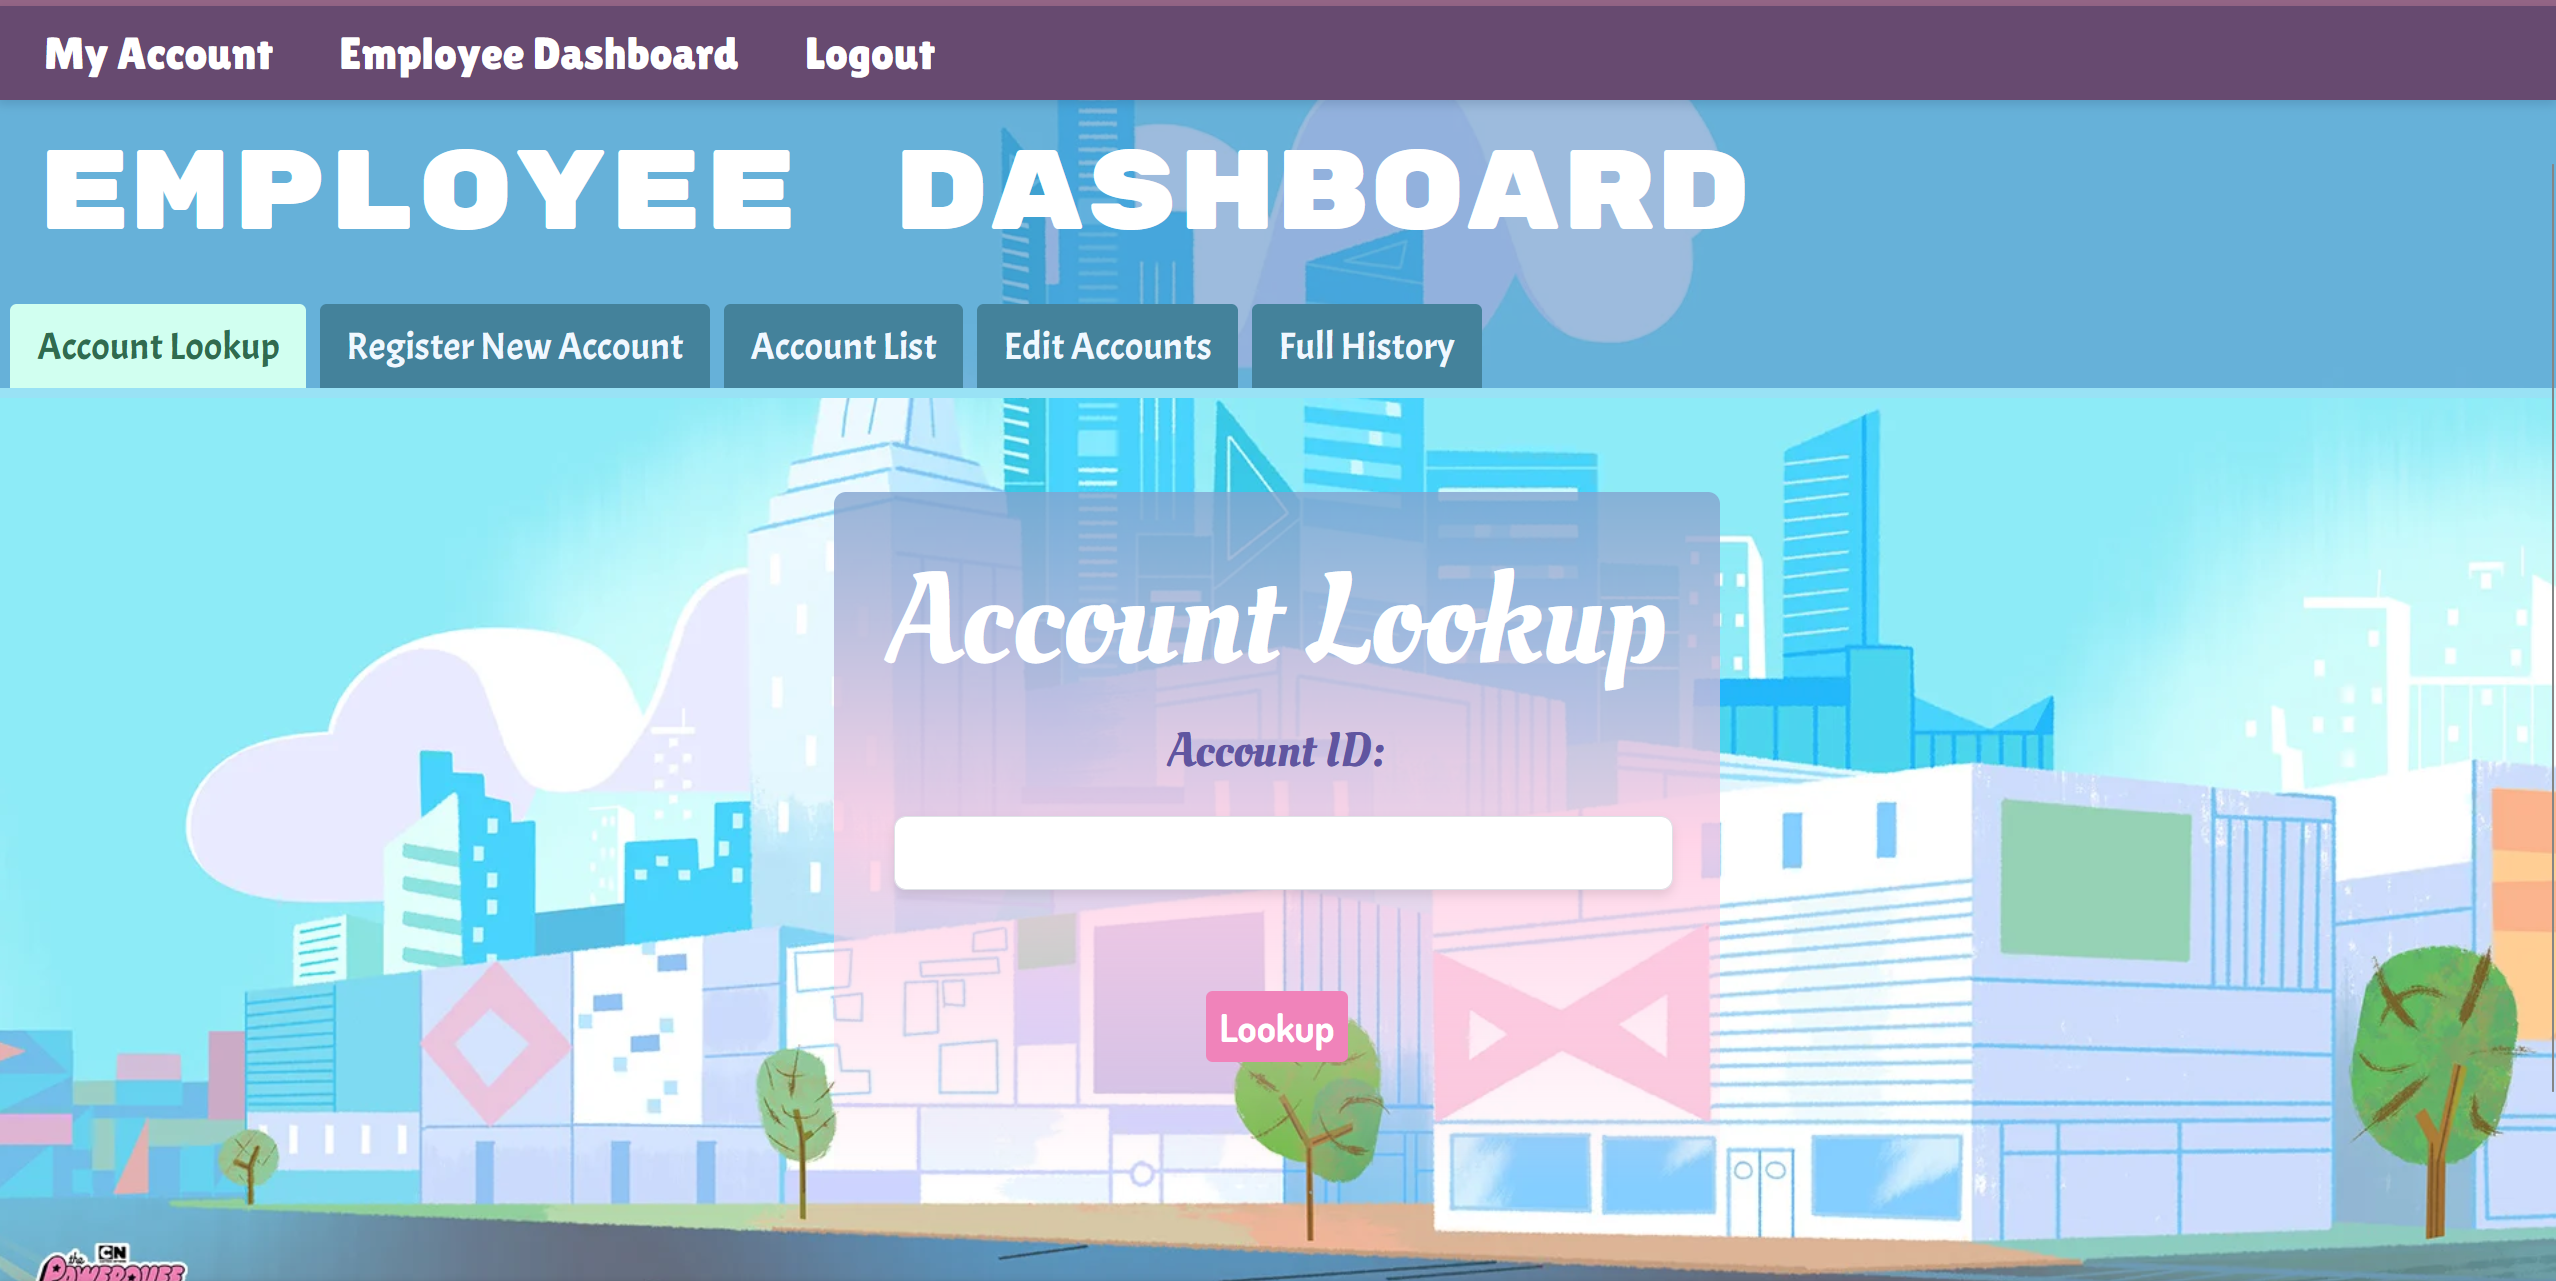 My Account Employee Dashboard Logout
EMPLOYEE DASHBOARD
Account Lookup Register New Account Account List Edit Accounts Full History
Account Lookup
Account ID:
Lookup
CN
the
POWERPUFF